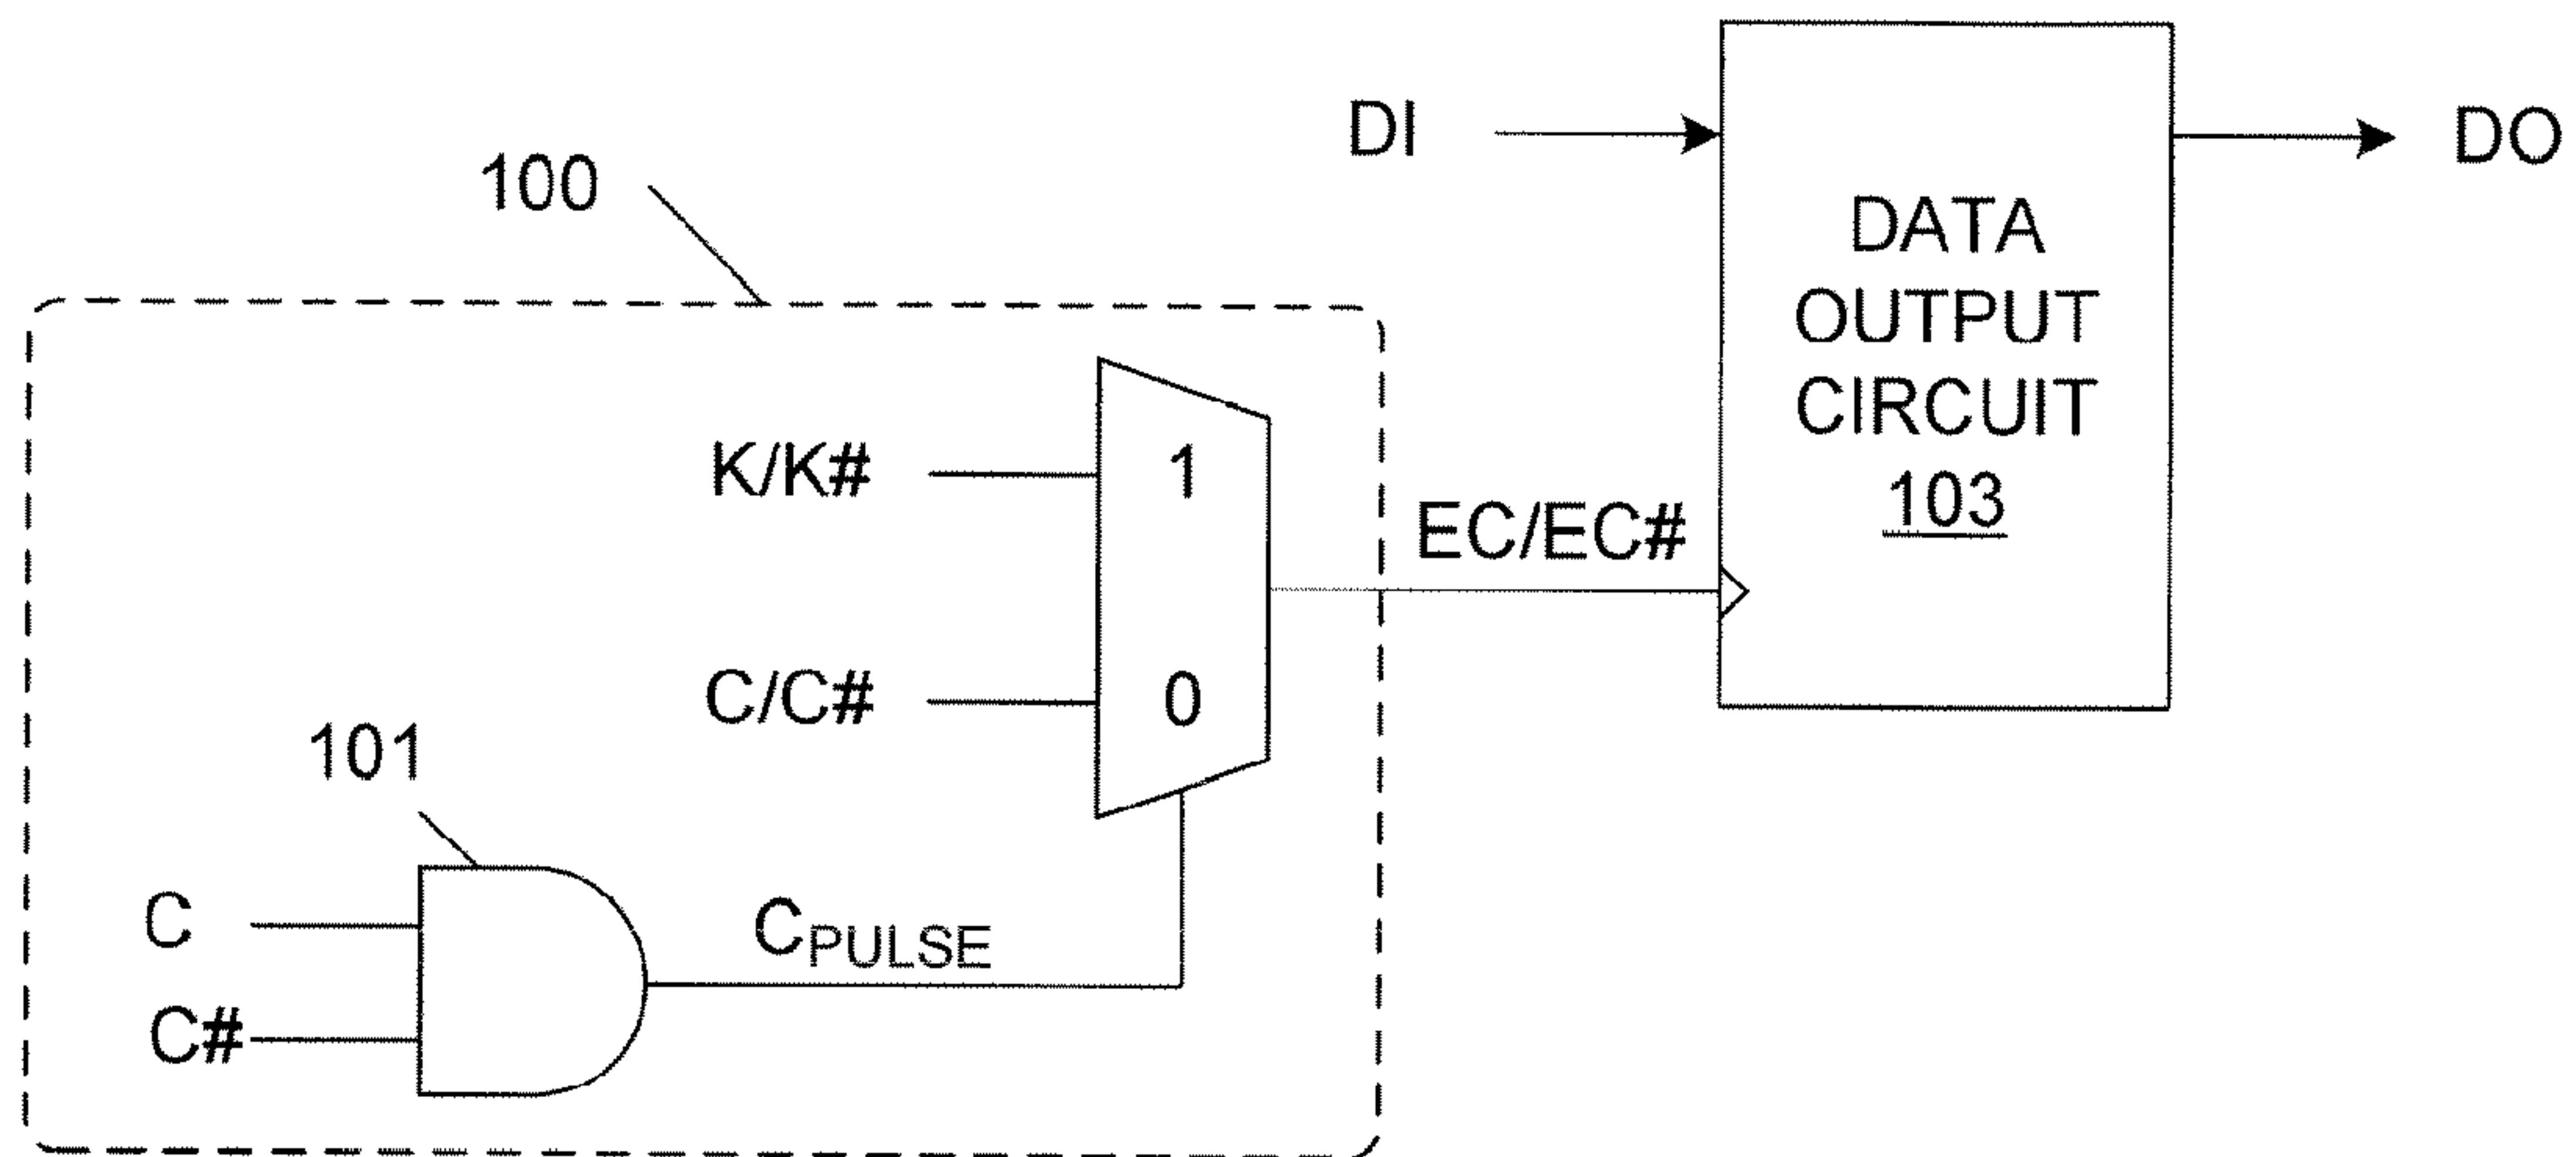 DI
DO
100
DATA
OUTPUT
CIRCUIT
103
K/K#
1
EC/EC#
C/C#
0
101
C
CPULSE
C#